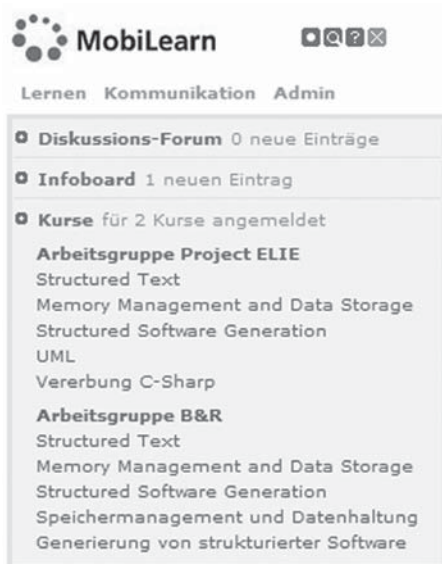 MobiLearn
Lernen Kommunikation Admin
Diskussions-Forum 0 neue Einträge
Infoboard 1 neuen Eintrag
Kurse für 2 Kurse angemeldet
Arbeitsgruppe Project ELIE
Structured Text
Memory Management and Data Storage
Structured Software Generation
UML
Vererbung C-Sharp
Arbeitsgruppe B&R
Structured Text
Memory Management and Data Storage
Structured Software Generation
Speichermanagement und Datenhaltung
Generierung von strukturierter Software